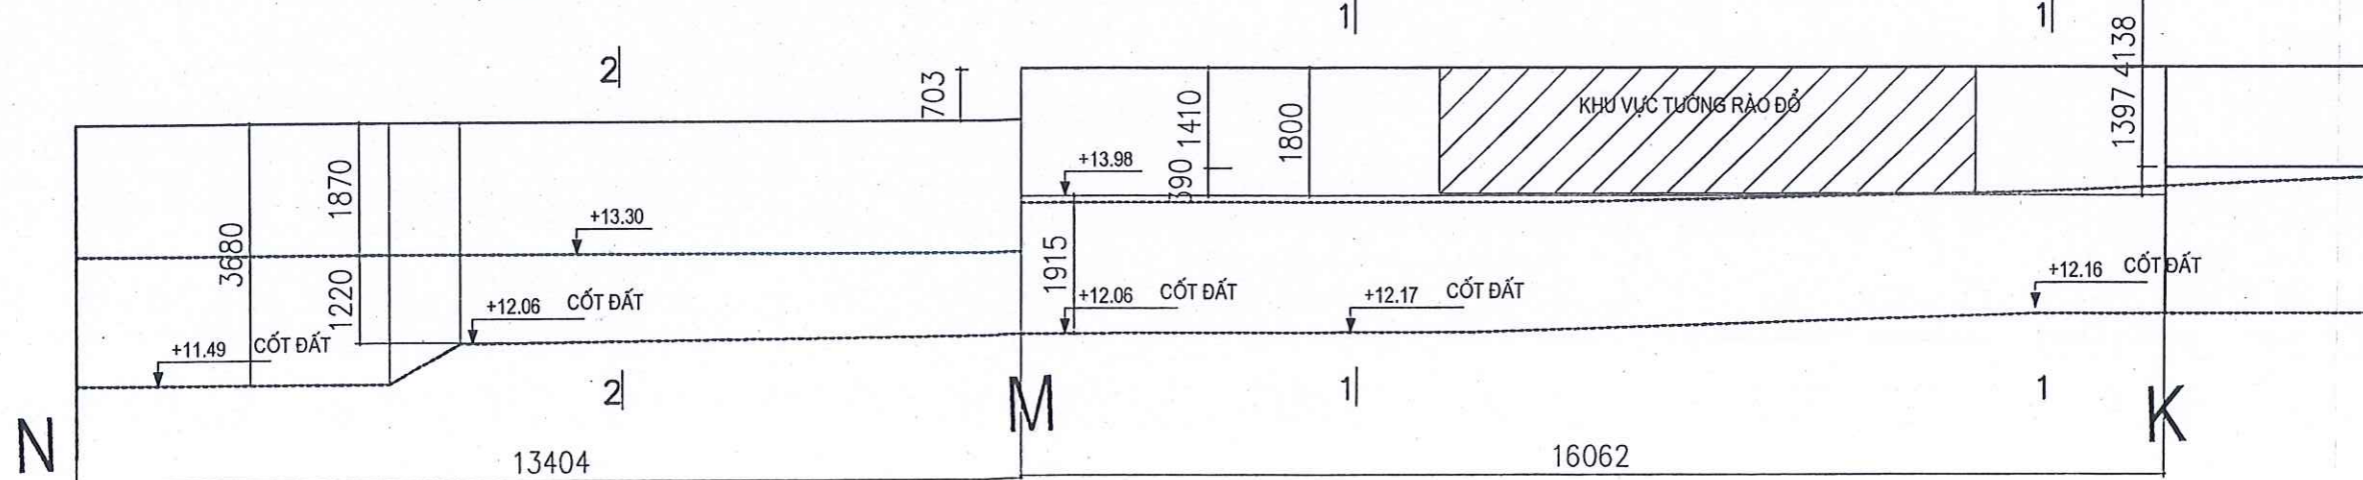 1
1
4138
2
703
1410
1800
KHU VỰC TƯỜNG RÀO ĐỔ
1397
+13.98
390
1870
+13.30
3680
1915
1220
+12.16 CỐT ĐẤT
+12.06 CỐT ĐẤT
+12.06 CỐT ĐẤT
+12.17 CỐT ĐẤT
+11.49 CỐT ĐẤT
2
1
1
N
M
K
13404
16062